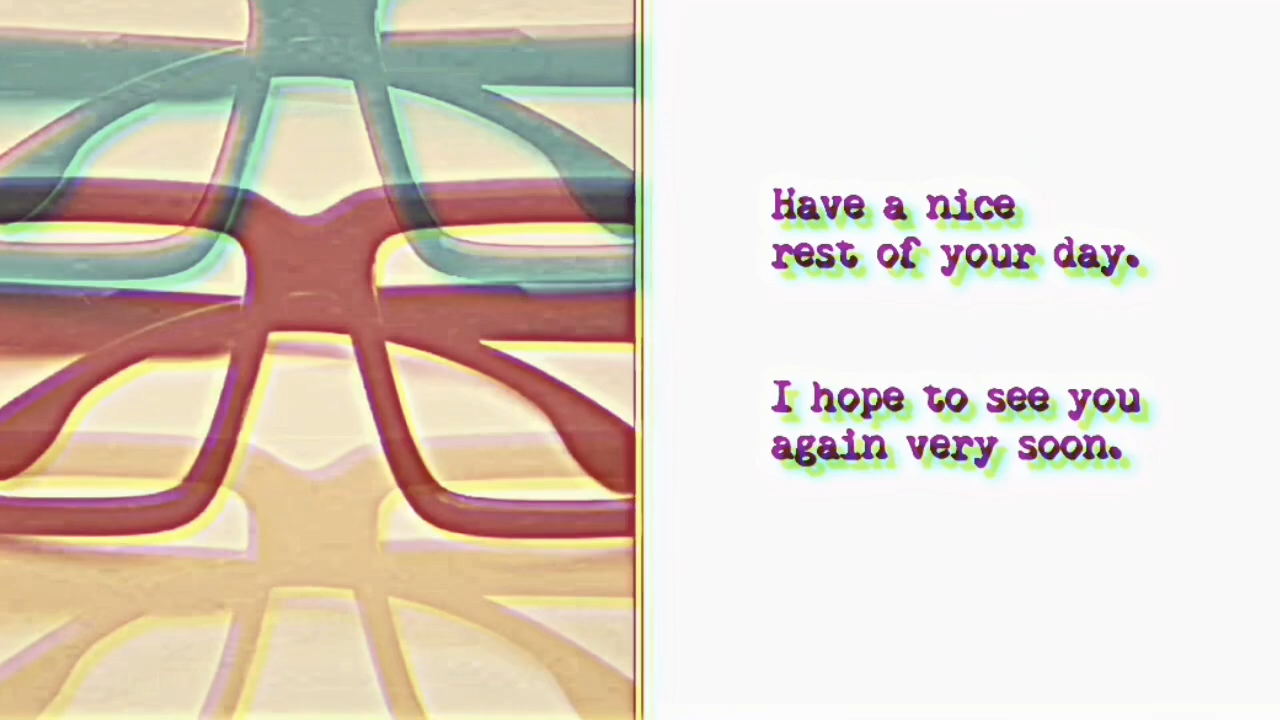 Have a nice
rest of your day.
I hope to see you
again very soon.